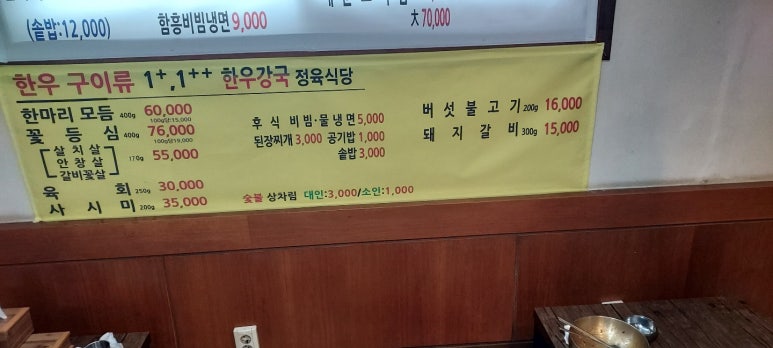 (솥밥:12,000)
함흥비빔냉면 9,000
大 70,000
한우 구이류 1+,1++ 한우강국 정육식당
한마리 모듬 400g 60,000
100g당:15,000
꽃등심 400g 76,000
100g당:19,000
살치살
안창살 170g 55,000
갈비꽃살
육회 250g 30,000
사시미 200g 35,000
후식 비빔·물냉면 5,000
된장찌개 3,000 공기밥 1,000
솥밥 3,000
숯불 상차림 대인:3,000/소인:1,000
버섯불고기 200g 16,000
돼지갈비 300g 15,000